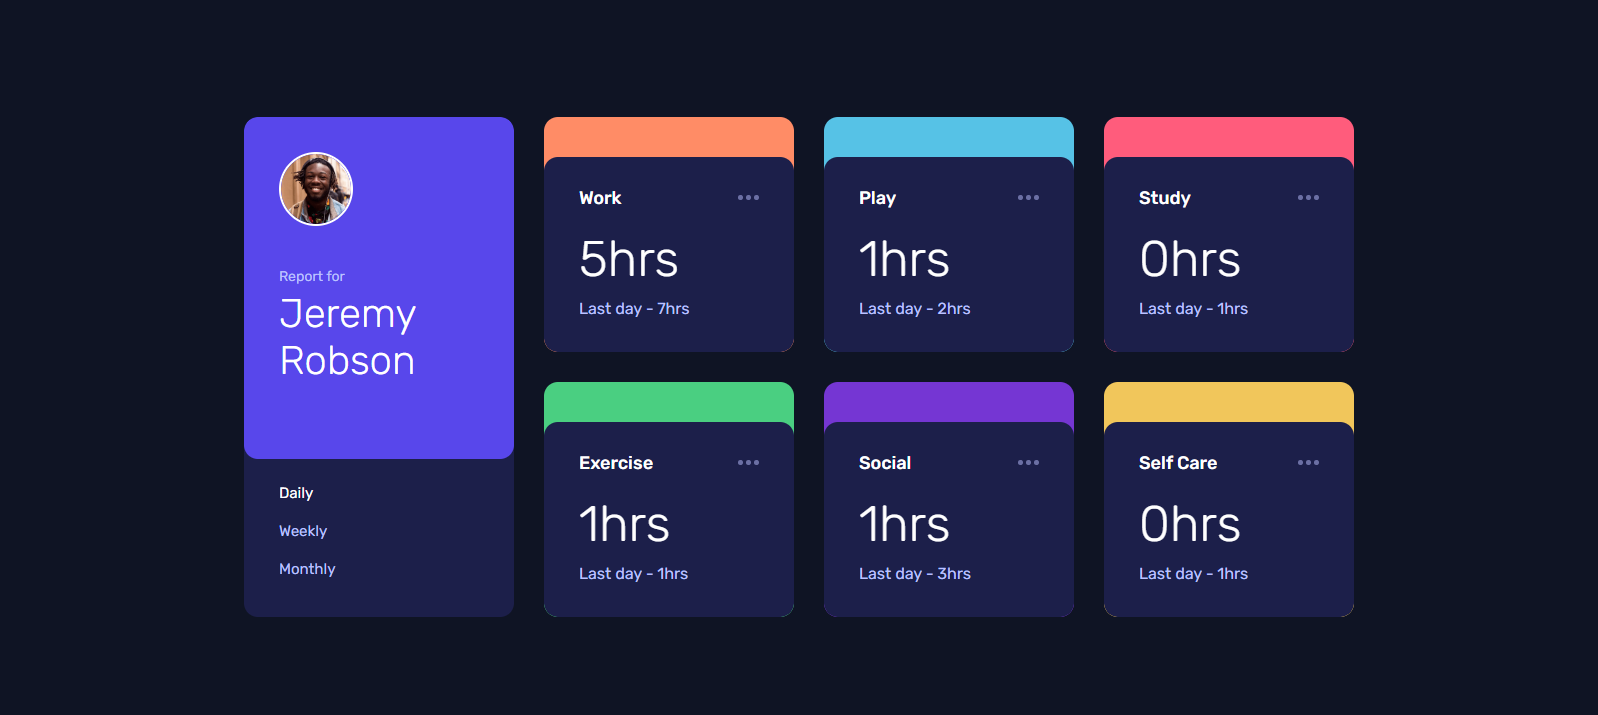 Report for
Jeremy
Robson
Daily
Weekly
Monthly
Work
5hrs
Last day - 7hrs
Play
1hrs
Last day - 2hrs
Study
0hrs
Last day - 1hrs
Exercise
1hrs
Last day - 1hrs
Social
1hrs
Last day - 3hrs
Self Care
0hrs
Last day - 1hrs